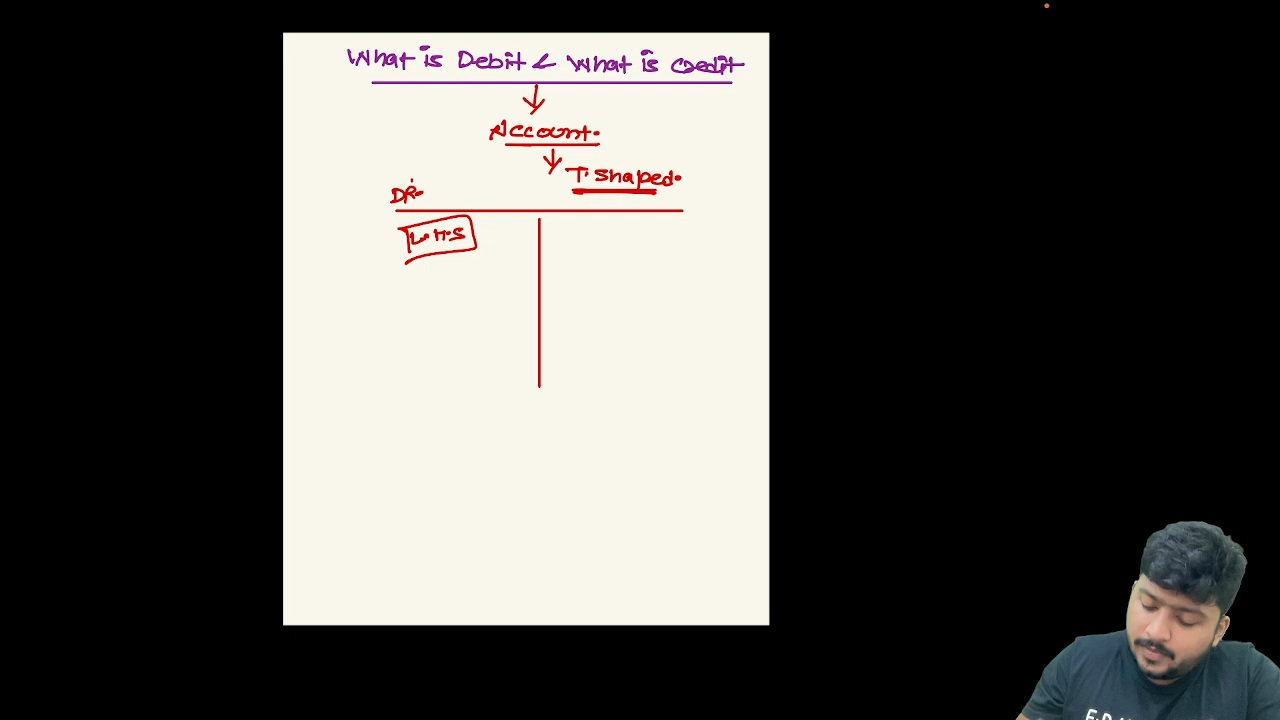 What is Debit & What is Credit
Account.
T. Shaped.
DR.
L.H.S